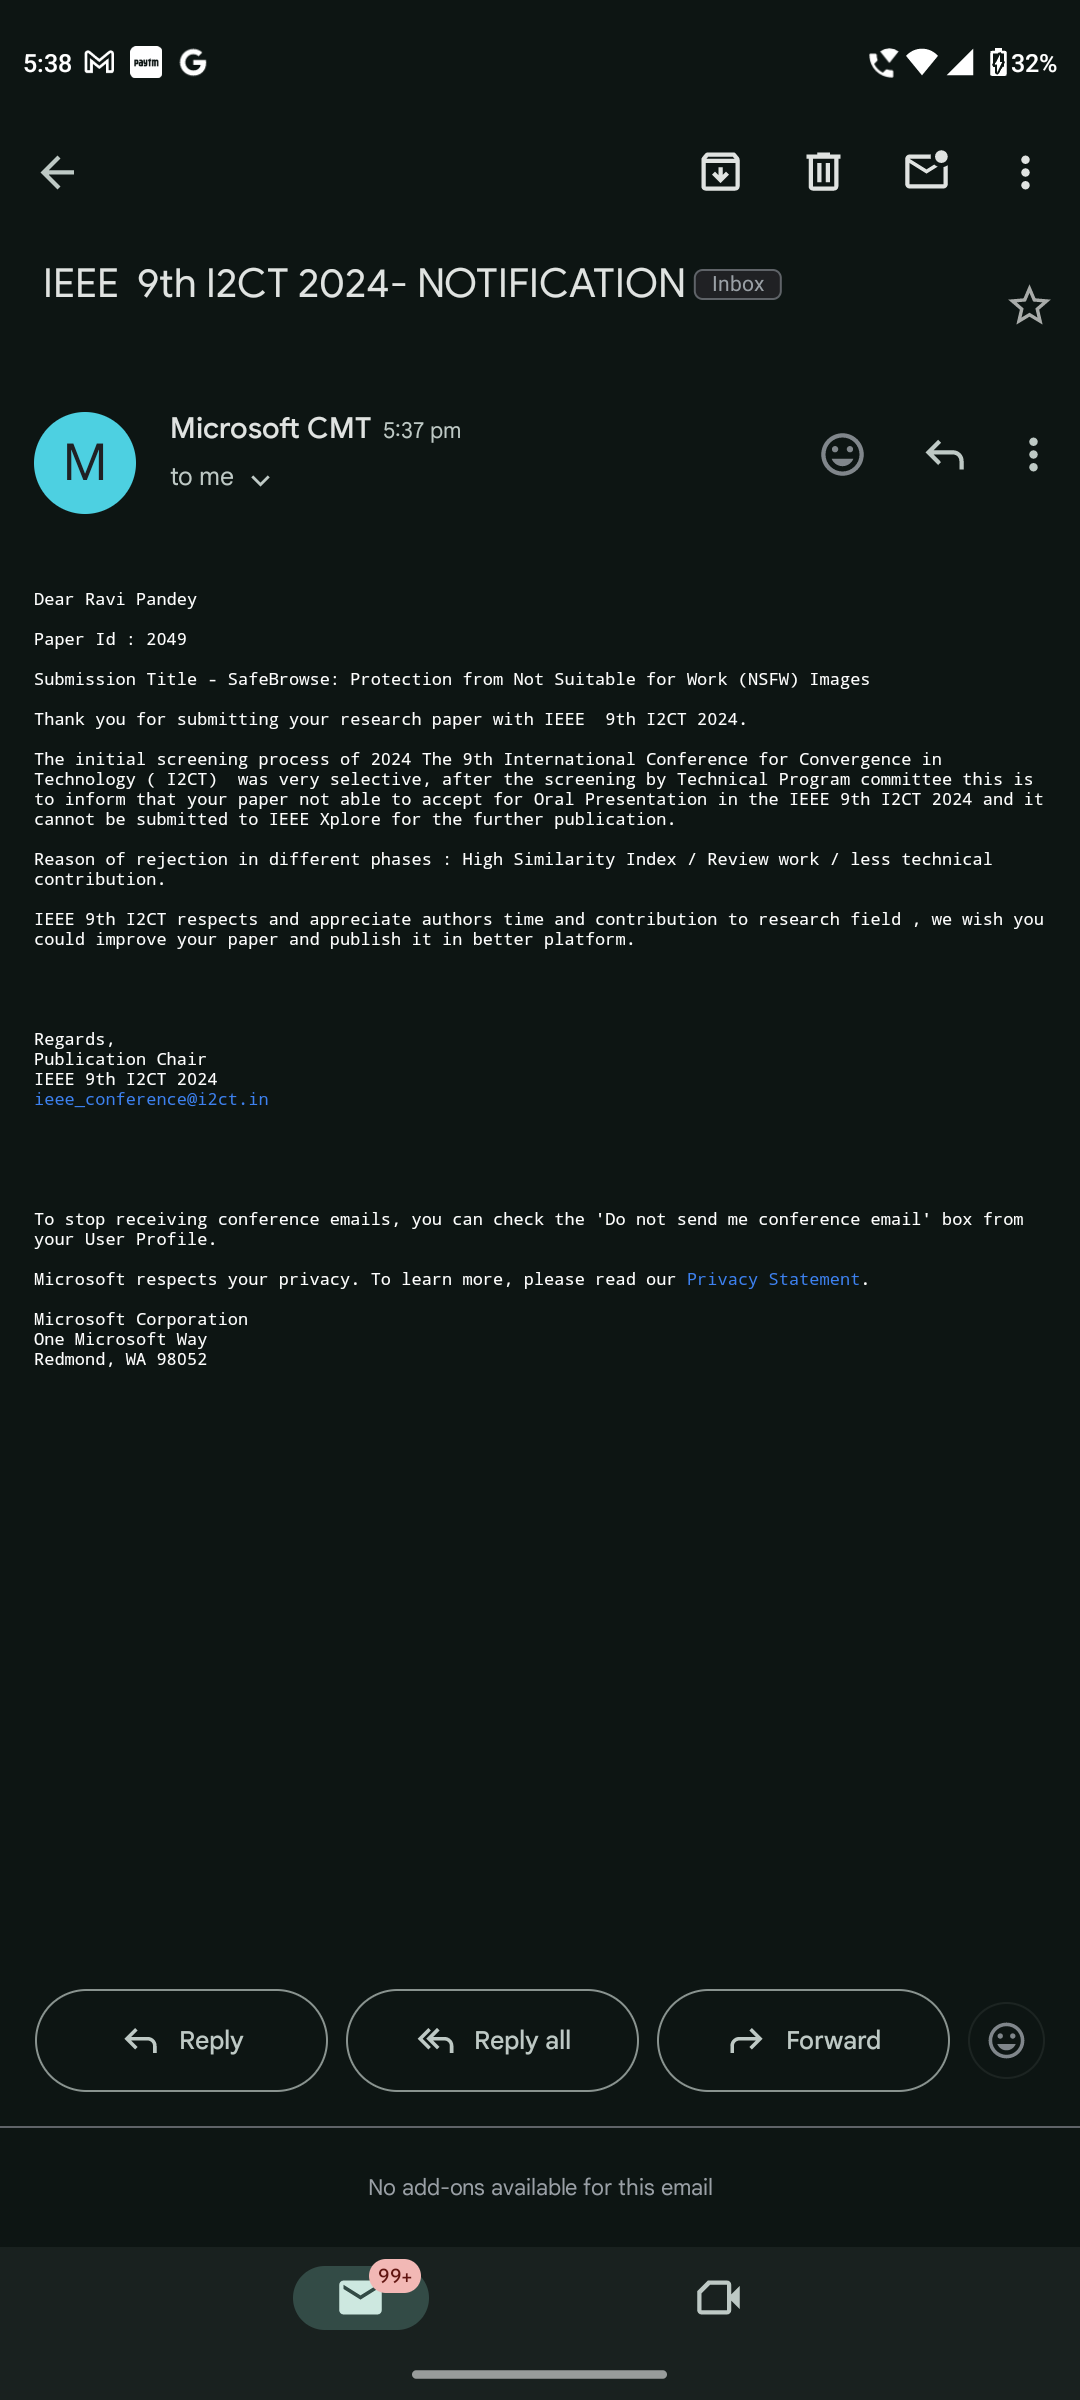 5:38 paytm G 32%
IEEE  9th I2CT 2024- NOTIFICATION Inbox
M
Microsoft CMT 5:37 pm
to me
Dear Ravi Pandey
Paper Id : 2049
Submission Title - SafeBrowse: Protection from Not Suitable for Work (NSFW) Images
Thank you for submitting your research paper with IEEE  9th I2CT 2024.
The initial screening process of 2024 The 9th International Conference for Convergence in
Technology ( I2CT)  was very selective, after the screening by Technical Program committee this is
to inform that your paper not able to accept for Oral Presentation in the IEEE 9th I2CT 2024 and it
cannot be submitted to IEEE Xplore for the further publication.
Reason of rejection in different phases : High Similarity Index / Review work / less technical
contribution.
IEEE 9th I2CT respects and appreciate authors time and contribution to research field , we wish you
could improve your paper and publish it in better platform.
Regards,
Publication Chair
IEEE 9th I2CT 2024
ieee_conference@i2ct.in
To stop receiving conference emails, you can check the 'Do not send me conference email' box from
your User Profile.
Microsoft respects your privacy. To learn more, please read our Privacy Statement.
Microsoft Corporation
One Microsoft Way
Redmond, WA 98052
Reply Reply all Forward
No add-ons available for this email
99+